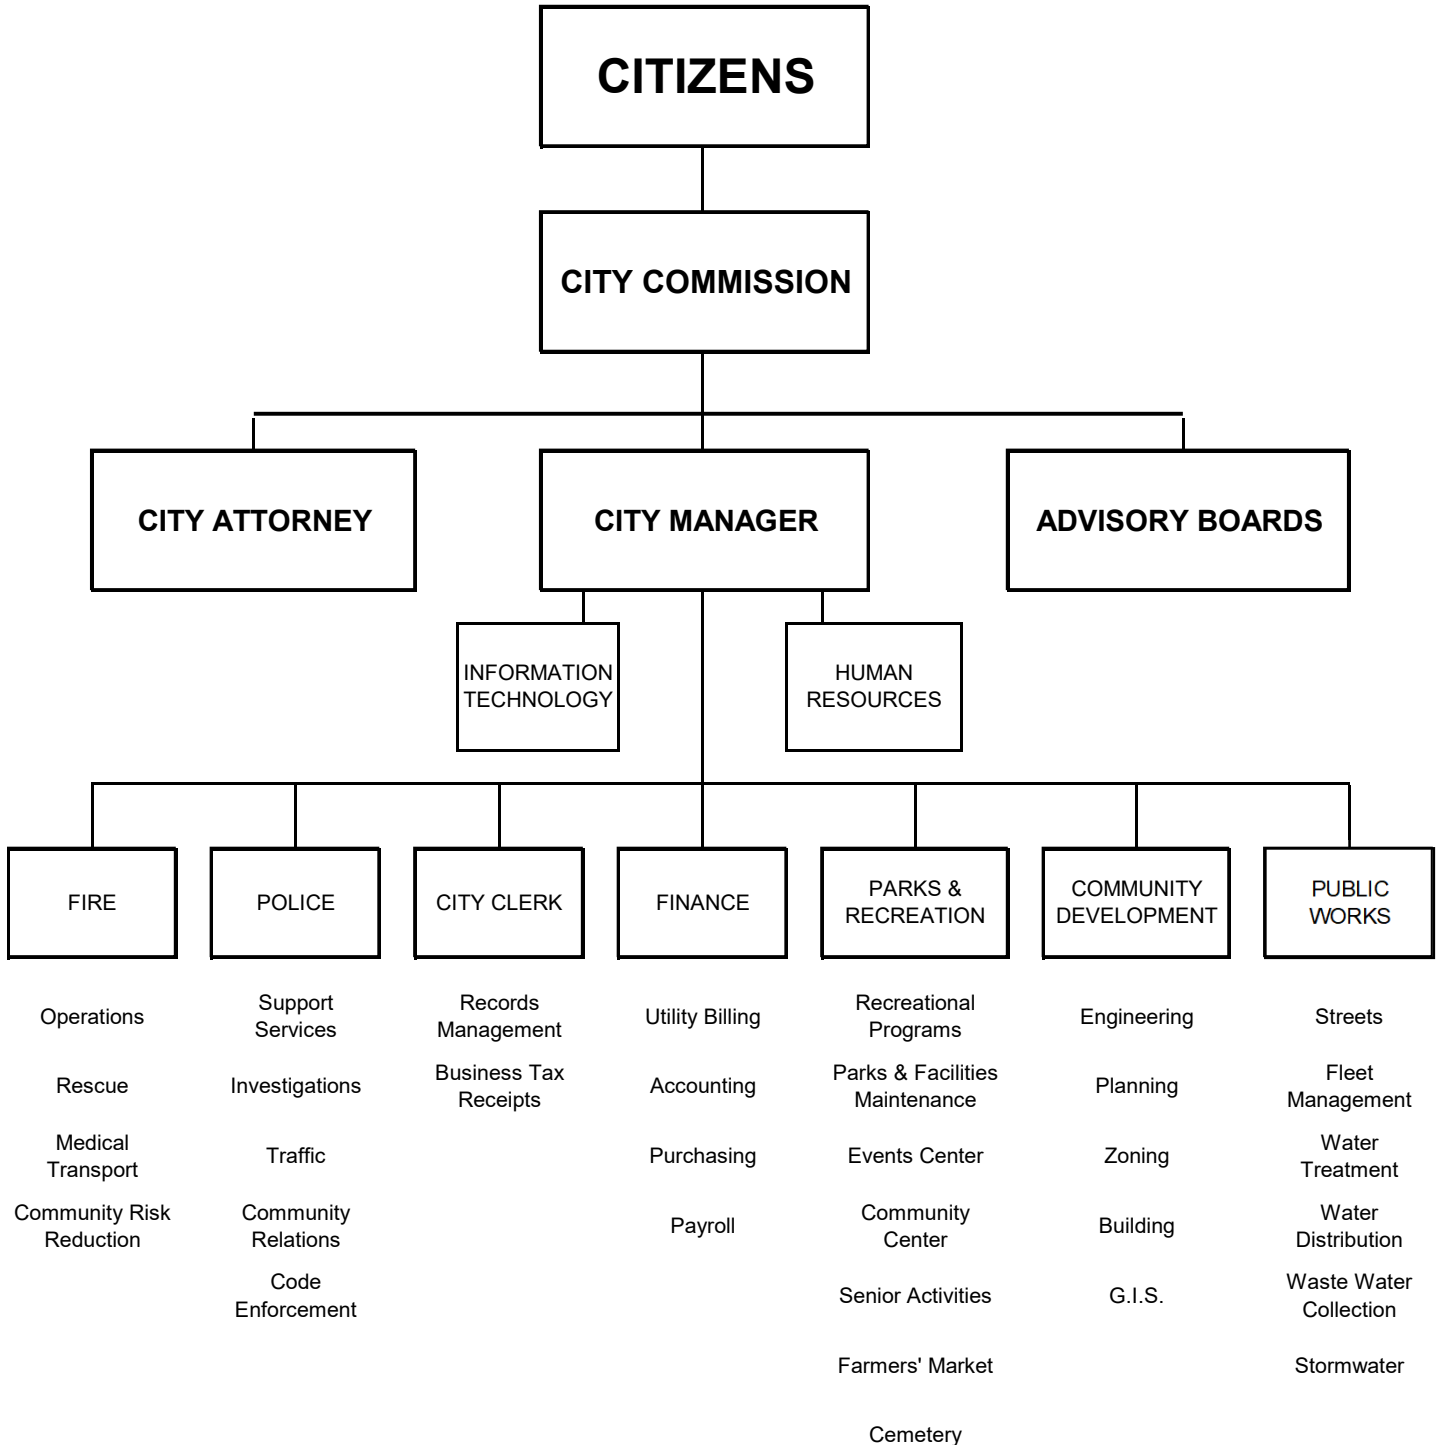 CITIZENS
CITY COMMISSION
CITY ATTORNEY
CITY MANAGER
ADVISORY BOARDS
INFORMATION
TECHNOLOGY
HUMAN
RESOURCES
FIRE
POLICE
CITY CLERK
FINANCE
PARKS &
RECREATION
COMMUNITY
DEVELOPMENT
PUBLIC
WORKS
Operations
Rescue
Medical
Transport
Community Risk
Reduction
Support
Services
Investigations
Traffic
Community
Relations
Code
Enforcement
Records
Management
Business Tax
Receipts
Utility Billing
Accounting
Purchasing
Payroll
Recreational
Programs
Parks & Facilities
Maintenance
Events Center
Community
Center
Senior Activities
Farmers' Market
Cemetery
Engineering
Planning
Zoning
Building
G.I.S.
Streets
Fleet
Management
Water
Treatment
Water
Distribution
Waste Water
Collection
Stormwater